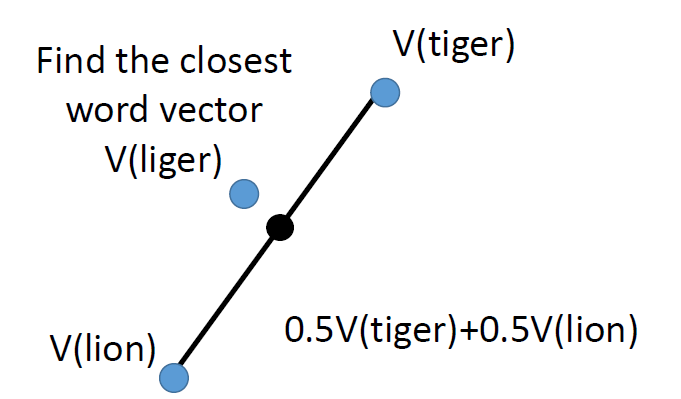 V(tiger)
Find the closest
word vector
V(liger)
0.5V(tiger)+0.5V(lion)
V(lion)